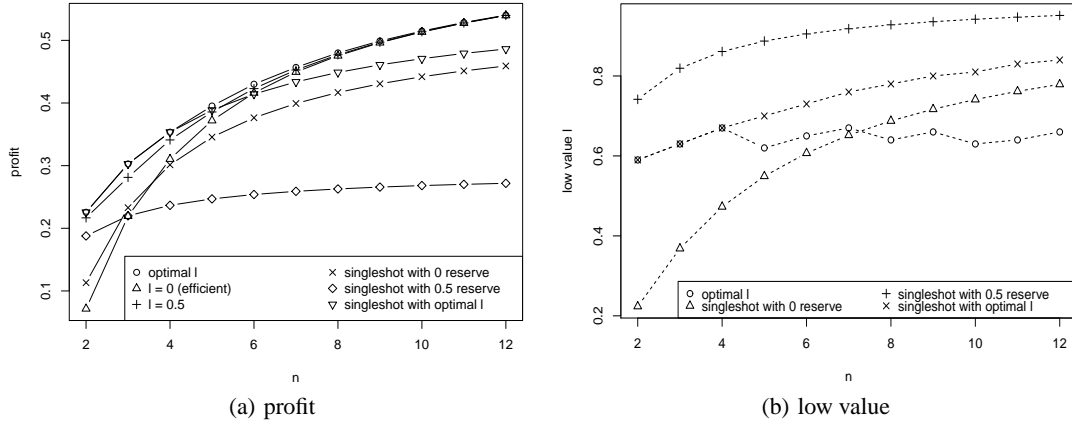 profit
0.5
0.4
0.3
0.2
0.1
optimal l
l = 0 (efficient)
l = 0.5
singleshot with 0 reserve
singleshot with 0.5 reserve
singleshot with optimal l
2 4 6 8 10 12
n
(a) profit
low value l
0.8
0.6
0.4
0.2
optimal l
singleshot with 0 reserve
singleshot with 0.5 reserve
singleshot with optimal l
2 4 6 8 10 12
n
(b) low value